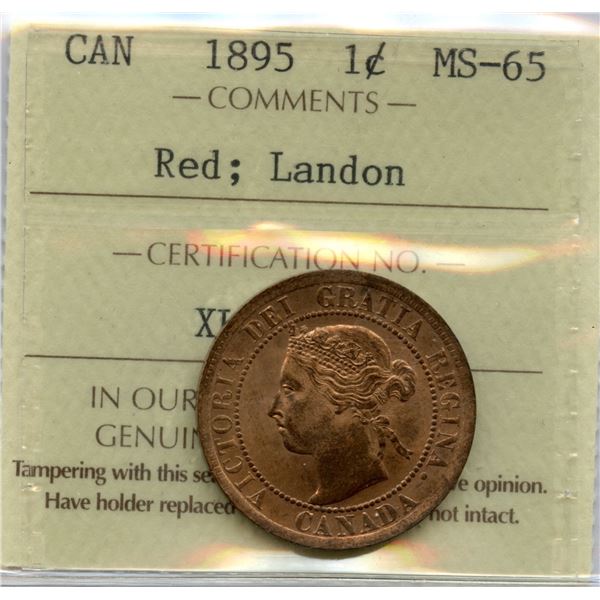 CAN 1895 1¢ MS-65
— COMMENTS —
Red; Landon
— CERTIFICATION NO. —
IN OUR
GENUIN
Tampering with this se e opinion.
Have holder replaced not intact.
VICTORIA DEI GRATIA REGINA.
CANADA